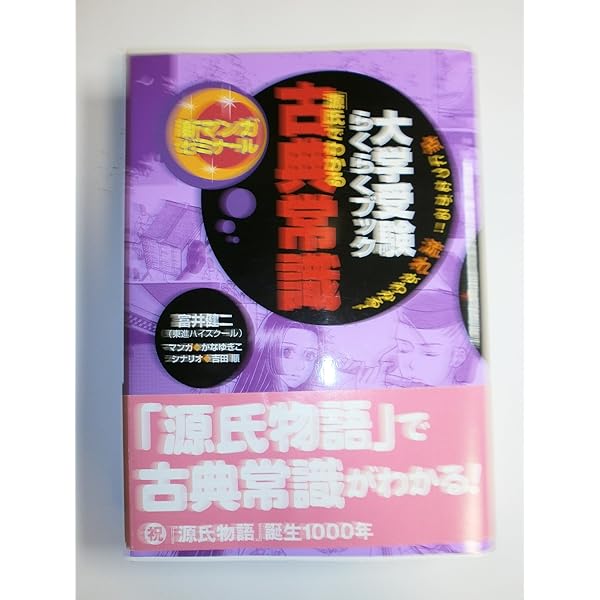 大学受験
らくらくブック
「源氏でわかる
古典常識
点につながる!!
流れがわかる!
新マンガ
ゼミナール
富井健二
(東進ハイスクール)
マンガ●かなゆきこ
シナリオ●吉田順
「源氏物語」で
古典常識がわかる!
祝『源氏物語』誕生1000年